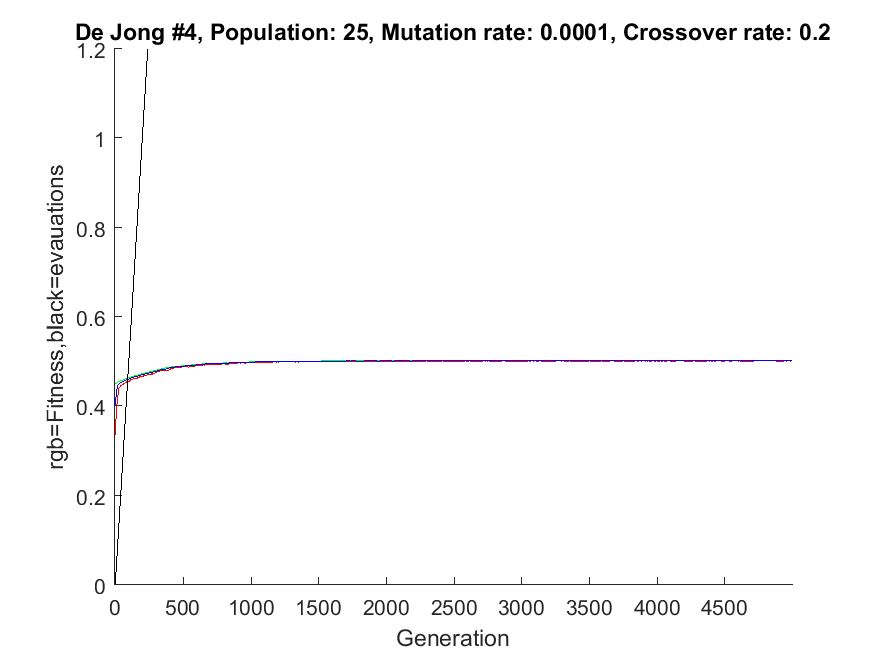 De Jong #4, Population: 25, Mutation rate: 0.0001, Crossover rate: 0.2
rgb=Fitness,black=evauations
1.2
1
0.8
0.6
0.4
0.2
0
0 500 1000 1500 2000 2500 3000 3500 4000 4500
Generation